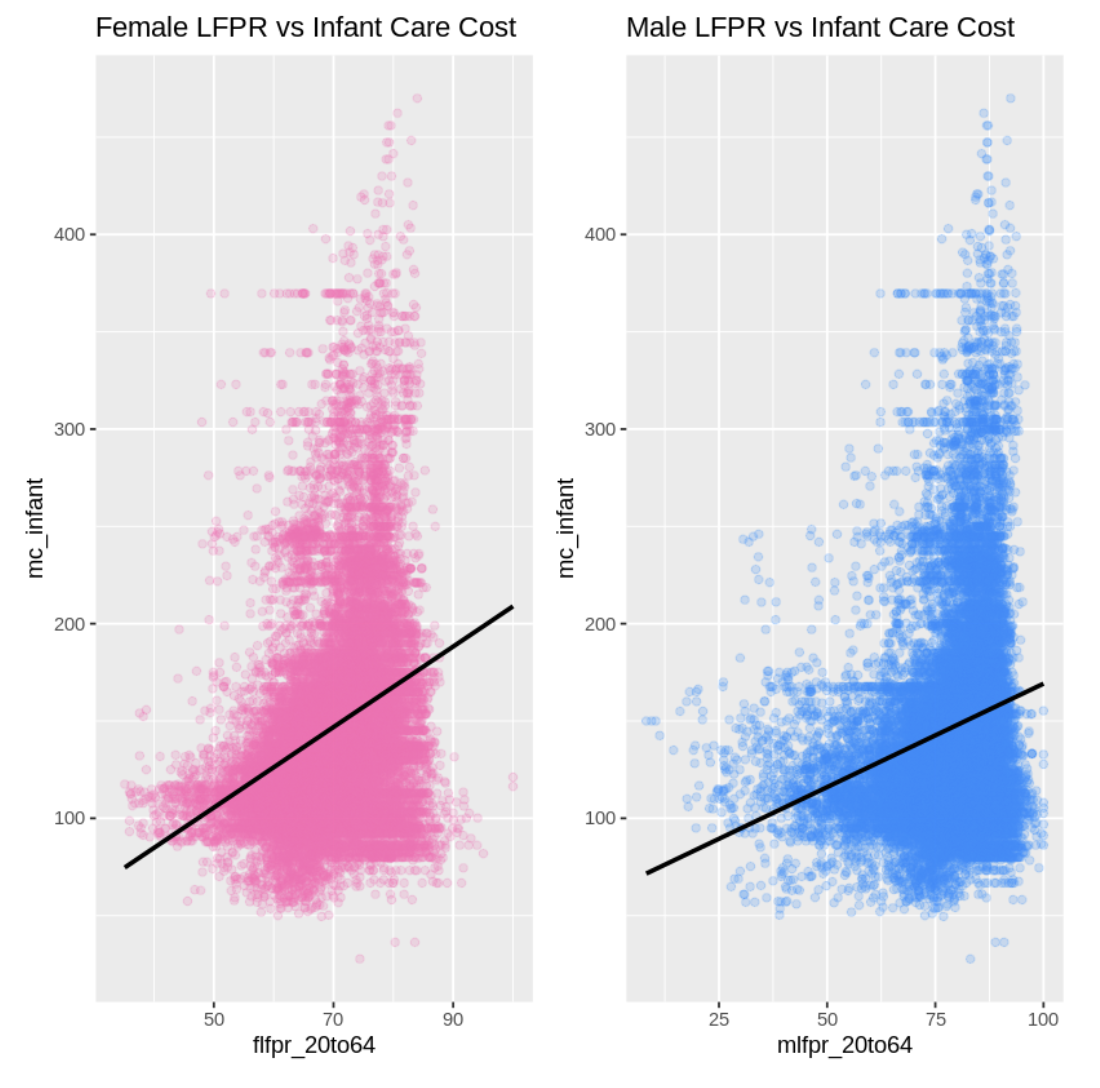 Female LFPR vs Infant Care Cost
mc_infant
400
300
200
100
50 70 90
flfpr_20to64
Male LFPR vs Infant Care Cost
mc_infant
400
300
200
100
25 50 75 100
mlfpr_20to64